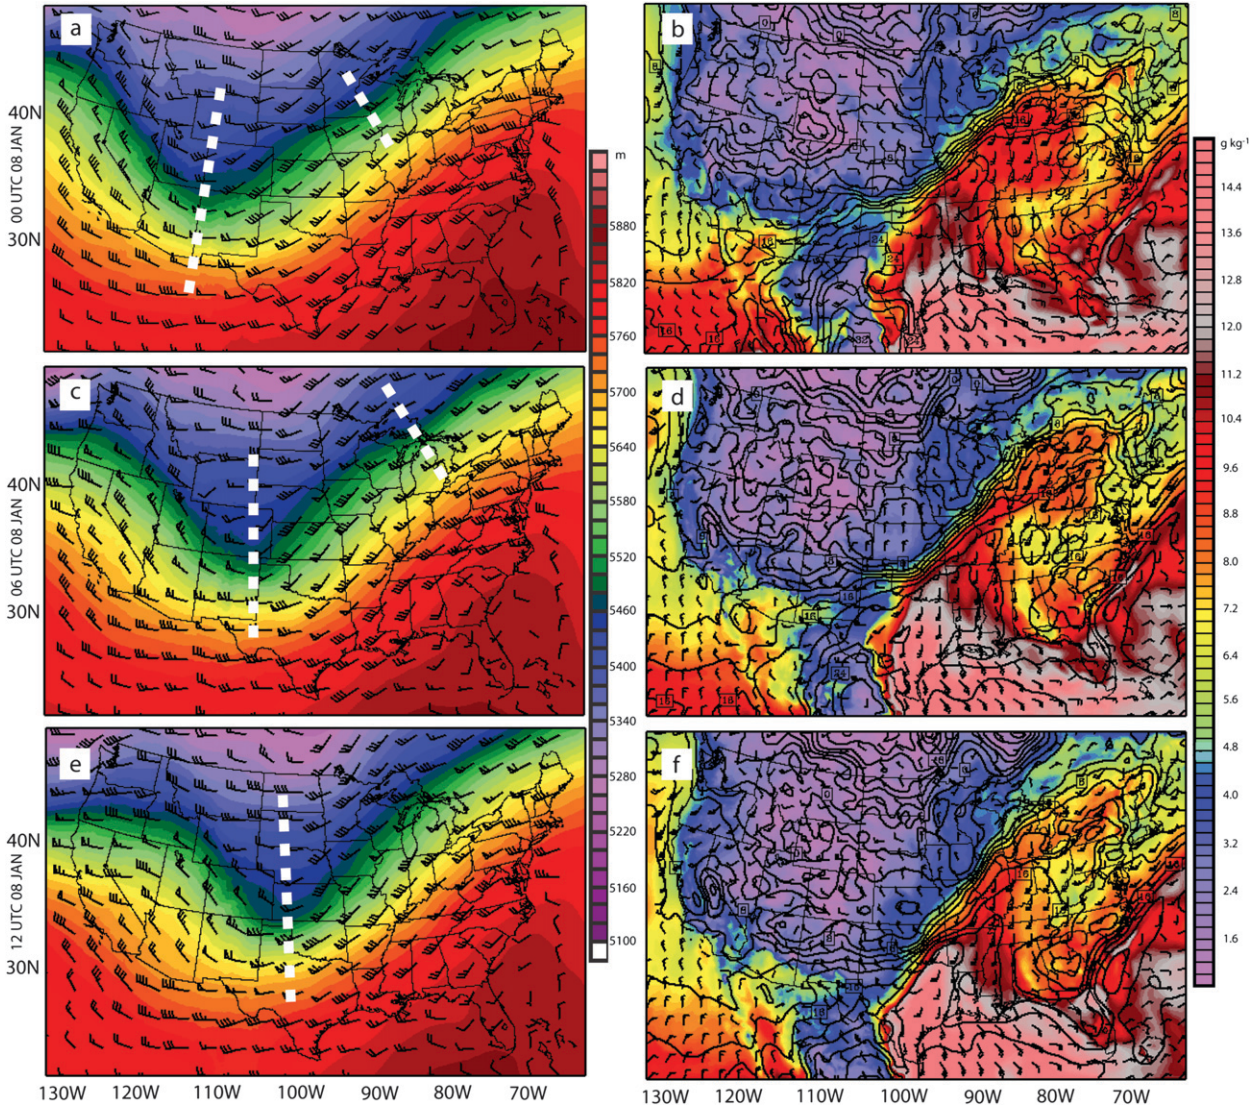 a
b
00 UTC 08 JAN
40N
30N
m
5880
5820
5760
5700
5640
5580
5520
5460
5400
5340
5280
5220
5160
5100
g kg⁻¹
14.4
13.6
12.8
12.0
11.2
10.4
9.6
8.8
8.0
7.2
6.4
5.6
4.8
4.0
3.2
2.4
1.6
c
d
06 UTC 08 JAN
40N
30N
e
f
12 UTC 08 JAN
40N
30N
130W 120W 110W 100W 90W 80W 70W
130W 120W 110W 100W 90W 80W 70W